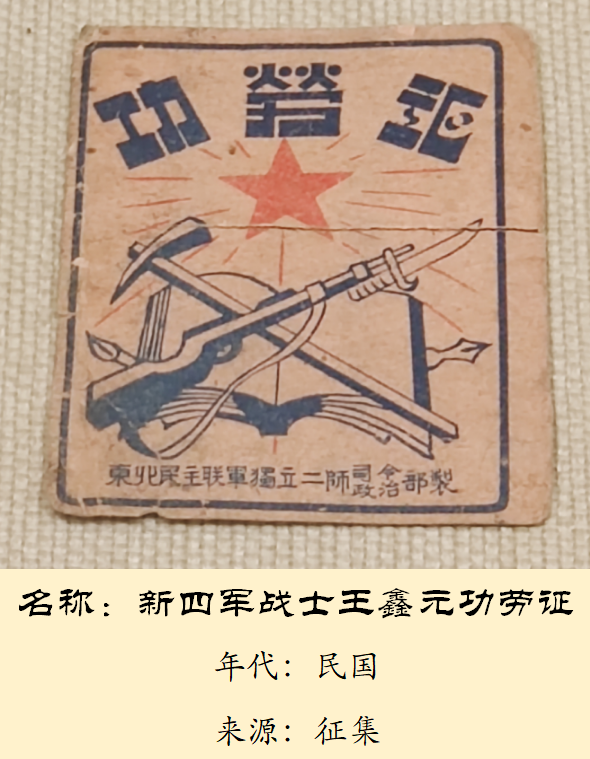 功勞証
東北民主联軍獨立二師司令政治部製
名称：新四军战士王鑫元功劳证
年代：民国
来源：征集